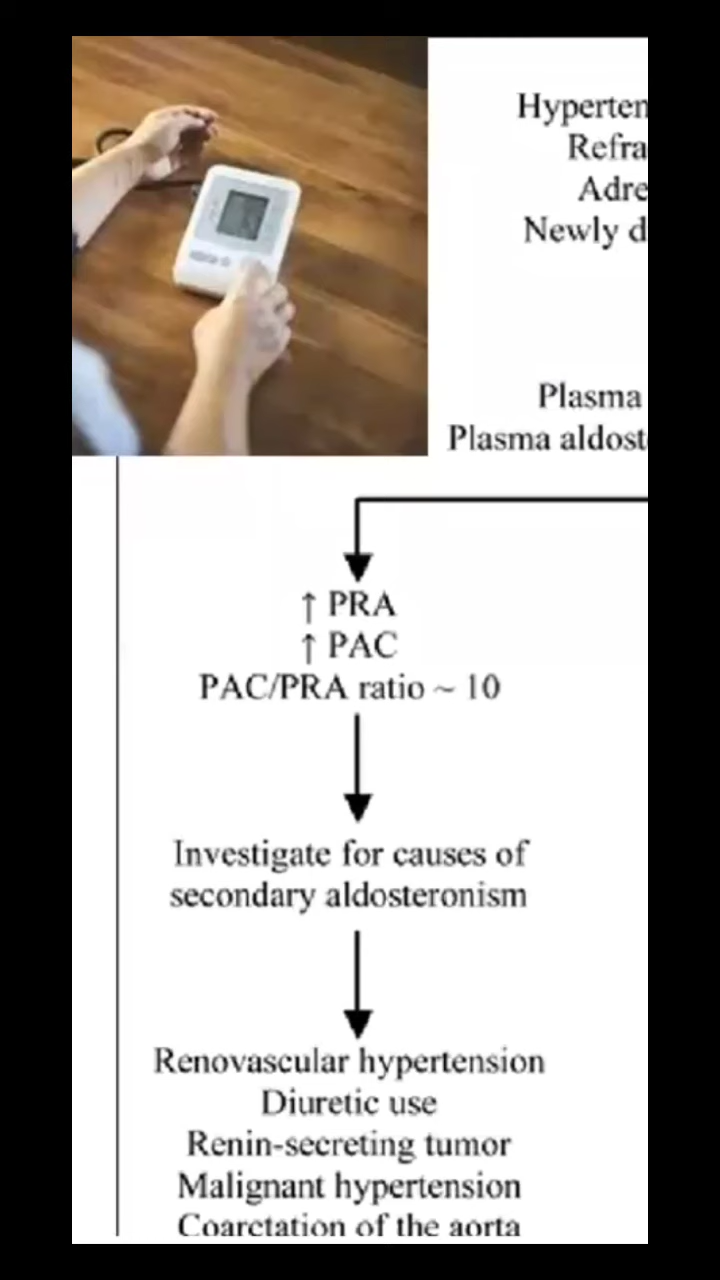 Hyperten
Refra
Adre
Newly d
Plasma
Plasma aldost
↑ PRA
↑ PAC
PAC/PRA ratio ~ 10
Investigate for causes of
secondary aldosteronism
Renovascular hypertension
Diuretic use
Renin-secreting tumor
Malignant hypertension
Coarctation of the aorta